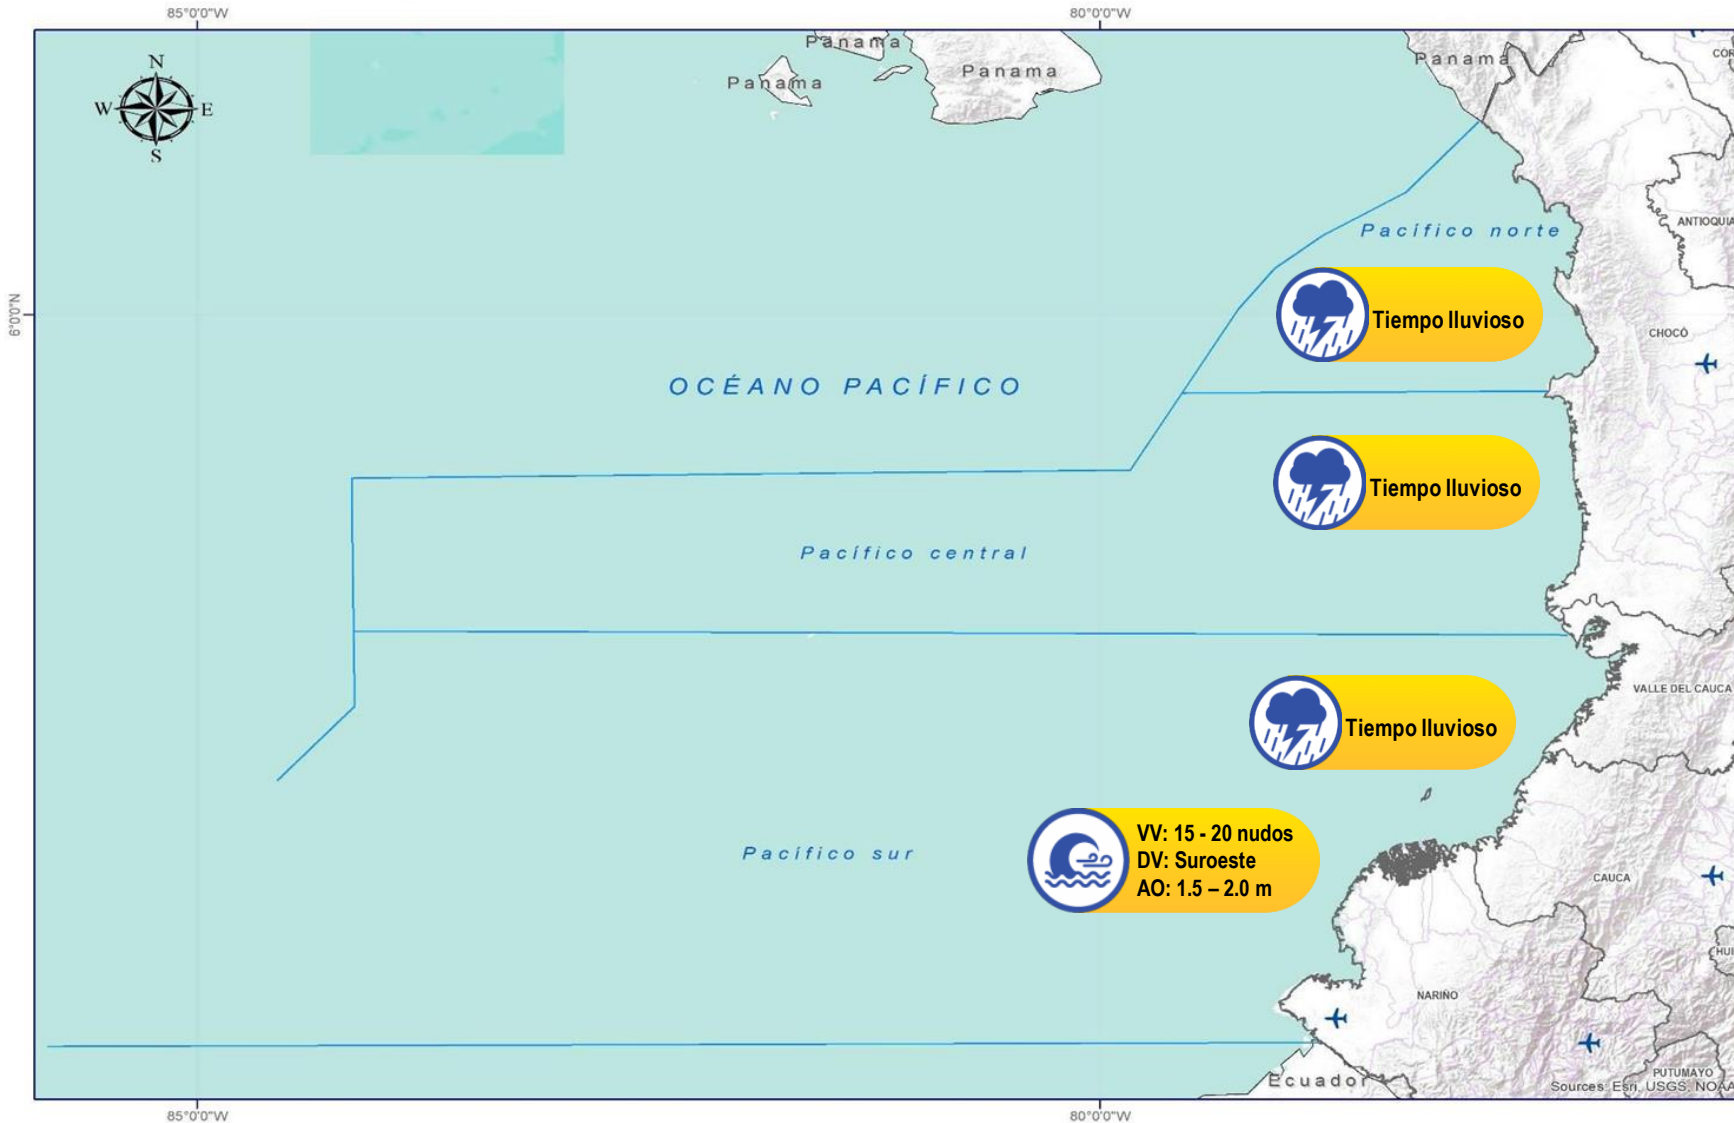 85°0'0"W
80°0'0"W
Panama
Panama
Panama
Panama
N
W
E
S
ANTIOQUIA
Pacífico norte
6°0'0"N
Tiempo lluvioso
CHOCÓ
OCÉANO PACÍFICO
Tiempo lluvioso
Pacífico central
VALLE DEL CAUCA
Tiempo lluvioso
VV: 15 - 20 nudos
DV: Suroeste
AO: 1.5 – 2.0 m
Pacífico sur
CAUCA
HUI
NARIÑO
PUTUMAYO
Ecuador
Sources: Esri, USGS, NOAA
85°0'0"W
80°0'0"W